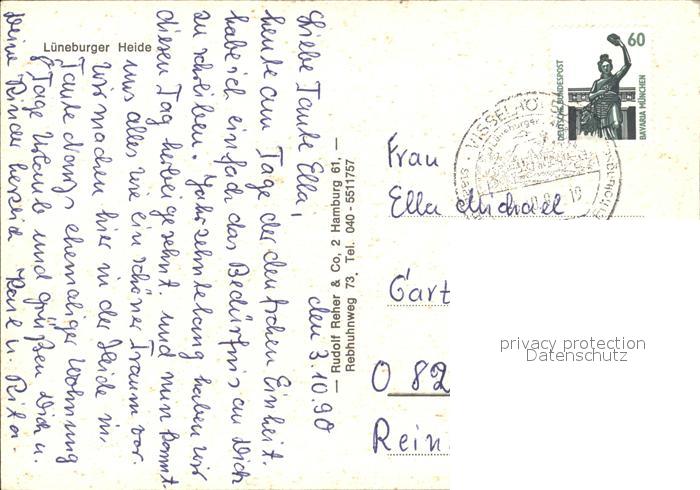 Lüneburger Heide
den 3.10.90
Liebe Tante Ella,
heute am Tage der deutschen Einheit
habe ich einfach das Bedürfnis an Dich
zu schreiben. Jahrzehntelang haben wir
diesen Tag herbeigesehnt und nun kommt
uns alles wie ein schöner Traum vor.
Wir machen hier in der Heide in
Tante ehemaliger Wohnung
8 Tage Urlaub und grüßen Dich u.
Deine Kinder herzlich u. Rita.
— Rudolf Reher & Co, 2 Hamburg 61, —
— Rebhuhnweg 73, Tel. 040 - 5511757
60
DEUTSCHE BUNDESPOST
BAVARIA MÜNCHEN
VISSELHÖ
Lüneburger
Frau
Ella Michael
Gart
O 82
Rein
privacy protection
Datenschutz